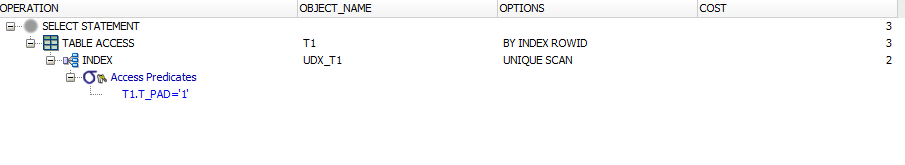 OPERATION OBJECT_NAME OPTIONS COST
SELECT STATEMENT 3
TABLE ACCESS T1 BY INDEX ROWID 3
INDEX UDX_T1 UNIQUE SCAN 2
Access Predicates
T1.T_PAD='1'